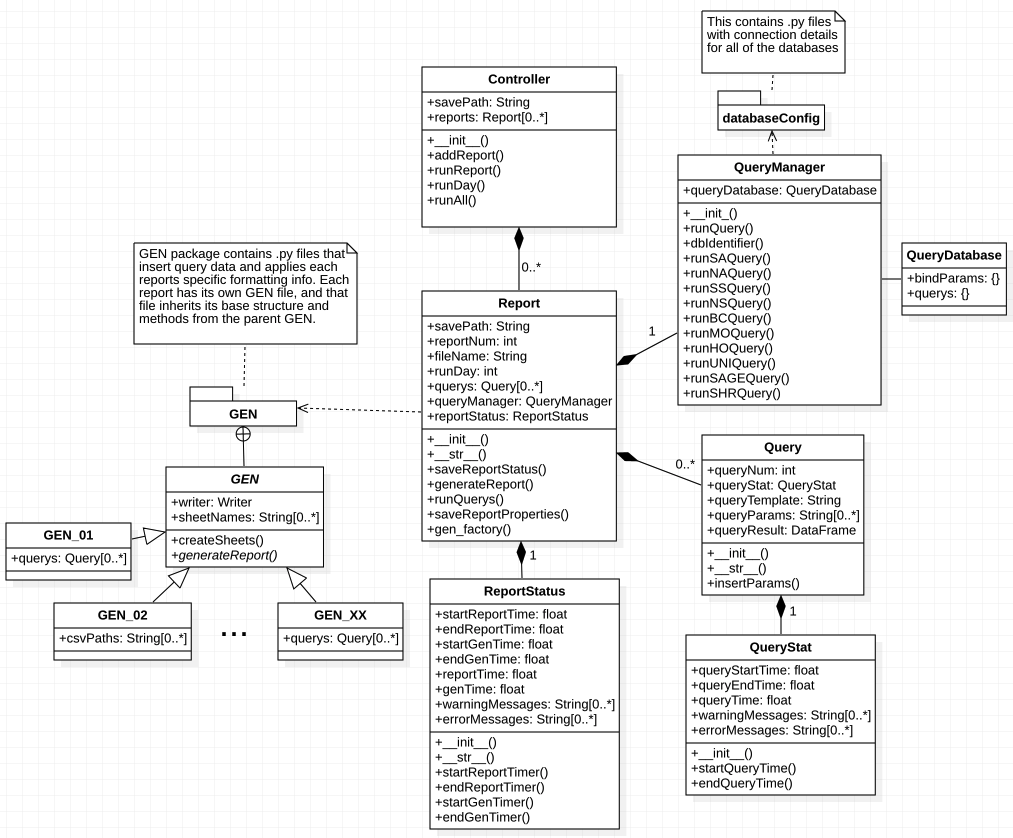 This contains .py files
with connection details
for all of the databases
Controller
+savePath: String
+reports: Report[0..*]
+__init__()
+addReport()
+runReport()
+runDay()
+runAll()
databaseConfig
QueryManager
+queryDatabase: QueryDatabase
+__init_()
+runQuery()
+dbIdentifier()
+runSAQuery()
+runNAQuery()
+runSSQuery()
+runNSQuery()
+runBCQuery()
+runMOQuery()
+runHOQuery()
+runUNIQuery()
+runSAGEQuery()
+runSHRQuery()
QueryDatabase
+bindParams: {}
+querys: {}
GEN package contains .py files that
insert query data and applies each
reports specific formatting info. Each
report has its own GEN file, and that
file inherits its base structure and
methods from the parent GEN.
0..*
Report
+savePath: String
+reportNum: int
+fileName: String
+runDay: int
+querys: Query[0..*]
+queryManager: QueryManager
+reportStatus: ReportStatus
+__init__()
+__str__()
+saveReportStatus()
+generateReport()
+runQuerys()
+saveReportProperties()
+gen_factory()
1
GEN
GEN
+writer: Writer
+sheetNames: String[0..*]
+createSheets()
+generateReport()
GEN_01
+querys: Query[0..*]
GEN_02
+csvPaths: String[0..*]
...
GEN_XX
+querys: Query[0..*]
0..*
Query
+queryNum: int
+queryStat: QueryStat
+queryTemplate: String
+queryParams: String[0..*]
+queryResult: DataFrame
+__init__()
+__str__()
+insertParams()
1
ReportStatus
+startReportTime: float
+endReportTime: float
+startGenTime: float
+endGenTime: float
+reportTime: float
+genTime: float
+warningMessages: String[0..*]
+errorMessages: String[0..*]
+__init__()
+__str__()
+startReportTimer()
+endReportTimer()
+startGenTimer()
+endGenTimer()
1
QueryStat
+queryStartTime: float
+queryEndTime: float
+queryTime: float
+warningMessages: String[0..*]
+errorMessages: String[0..*]
+__init__()
+startQueryTime()
+endQueryTime()